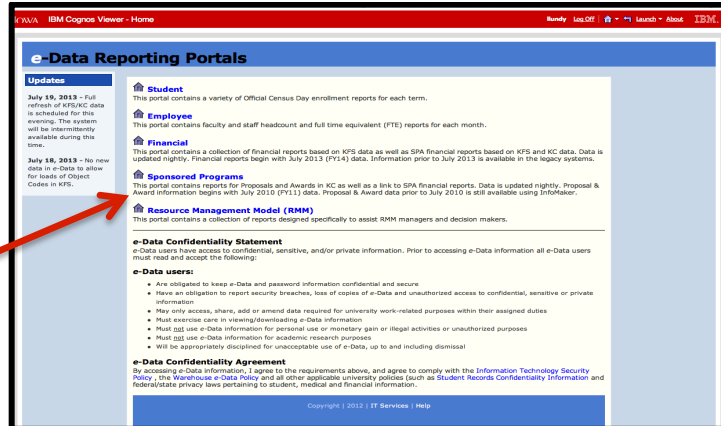 IBM Cognos Viewer - Home
Log Off
Launch
About
IBM.
e-Data Reporting Portals
Updates
July 19, 2013 - Full
refresh of KFS/KC data
is scheduled for this
evening. The system
will be intermittently
available during this
time.
July 18, 2013 - No new
data in e-Data to allow
for loads of Object
Codes in KFS.
Student
This portal contains a variety of Official Census Day enrollment reports for each term.
Employee
This portal contains faculty and staff headcount and full time equivalent (FTE) reports for each month.
Financial
This portal contains a collection of financial reports based on KFS data as well as SPA financial reports based on KFS and KC data. Data is
updated nightly. Financial reports begin with July 2013 (FY14) data. Information prior to July 2013 is available in the legacy systems.
Sponsored Programs
This portal contains reports for Proposals and Awards in KC as well as a link to SPA financial reports. Data is updated nightly. Proposal &
Award information begins with July 2010 (FY11) data. Proposal & Award data prior to July 2010 is still available using InfoMaker.
Resource Management Model (RMM)
This portal contains a collection of reports designed specifically to assist RMM managers and decision makers.
e-Data Confidentiality Statement
e-Data users have access to confidential, sensitive, and/or private information. Prior to accessing e-Data information all e-Data users
must read and accept the following:
e-Data users:
• Are obligated to keep e-Data and password information confidential and secure
• Have an obligation to report security breaches, loss of copies of e-Data and unauthorized access to confidential, sensitive or private
information
• May only access, share, add or amend data required for university work-related purposes within their assigned duties
• Must exercise care in viewing/downloading e-Data information
• Must not use e-Data information for personal use or monetary gain or illegal activities or unauthorized purposes
• Must not use e-Data information for academic research purposes
• Will be appropriately disciplined for unacceptable use of e-Data, up to and including dismissal
e-Data Confidentiality Agreement
By accessing e-Data information, I agree to the requirements above, and agree to comply with the Information Technology Security
Policy , the Warehouse e-Data Policy and all other applicable university policies (such as Student Records Confidentiality Information and
federal/state privacy laws pertaining to student, medical and financial information.
Copyright | 2012 | IT Services | Help